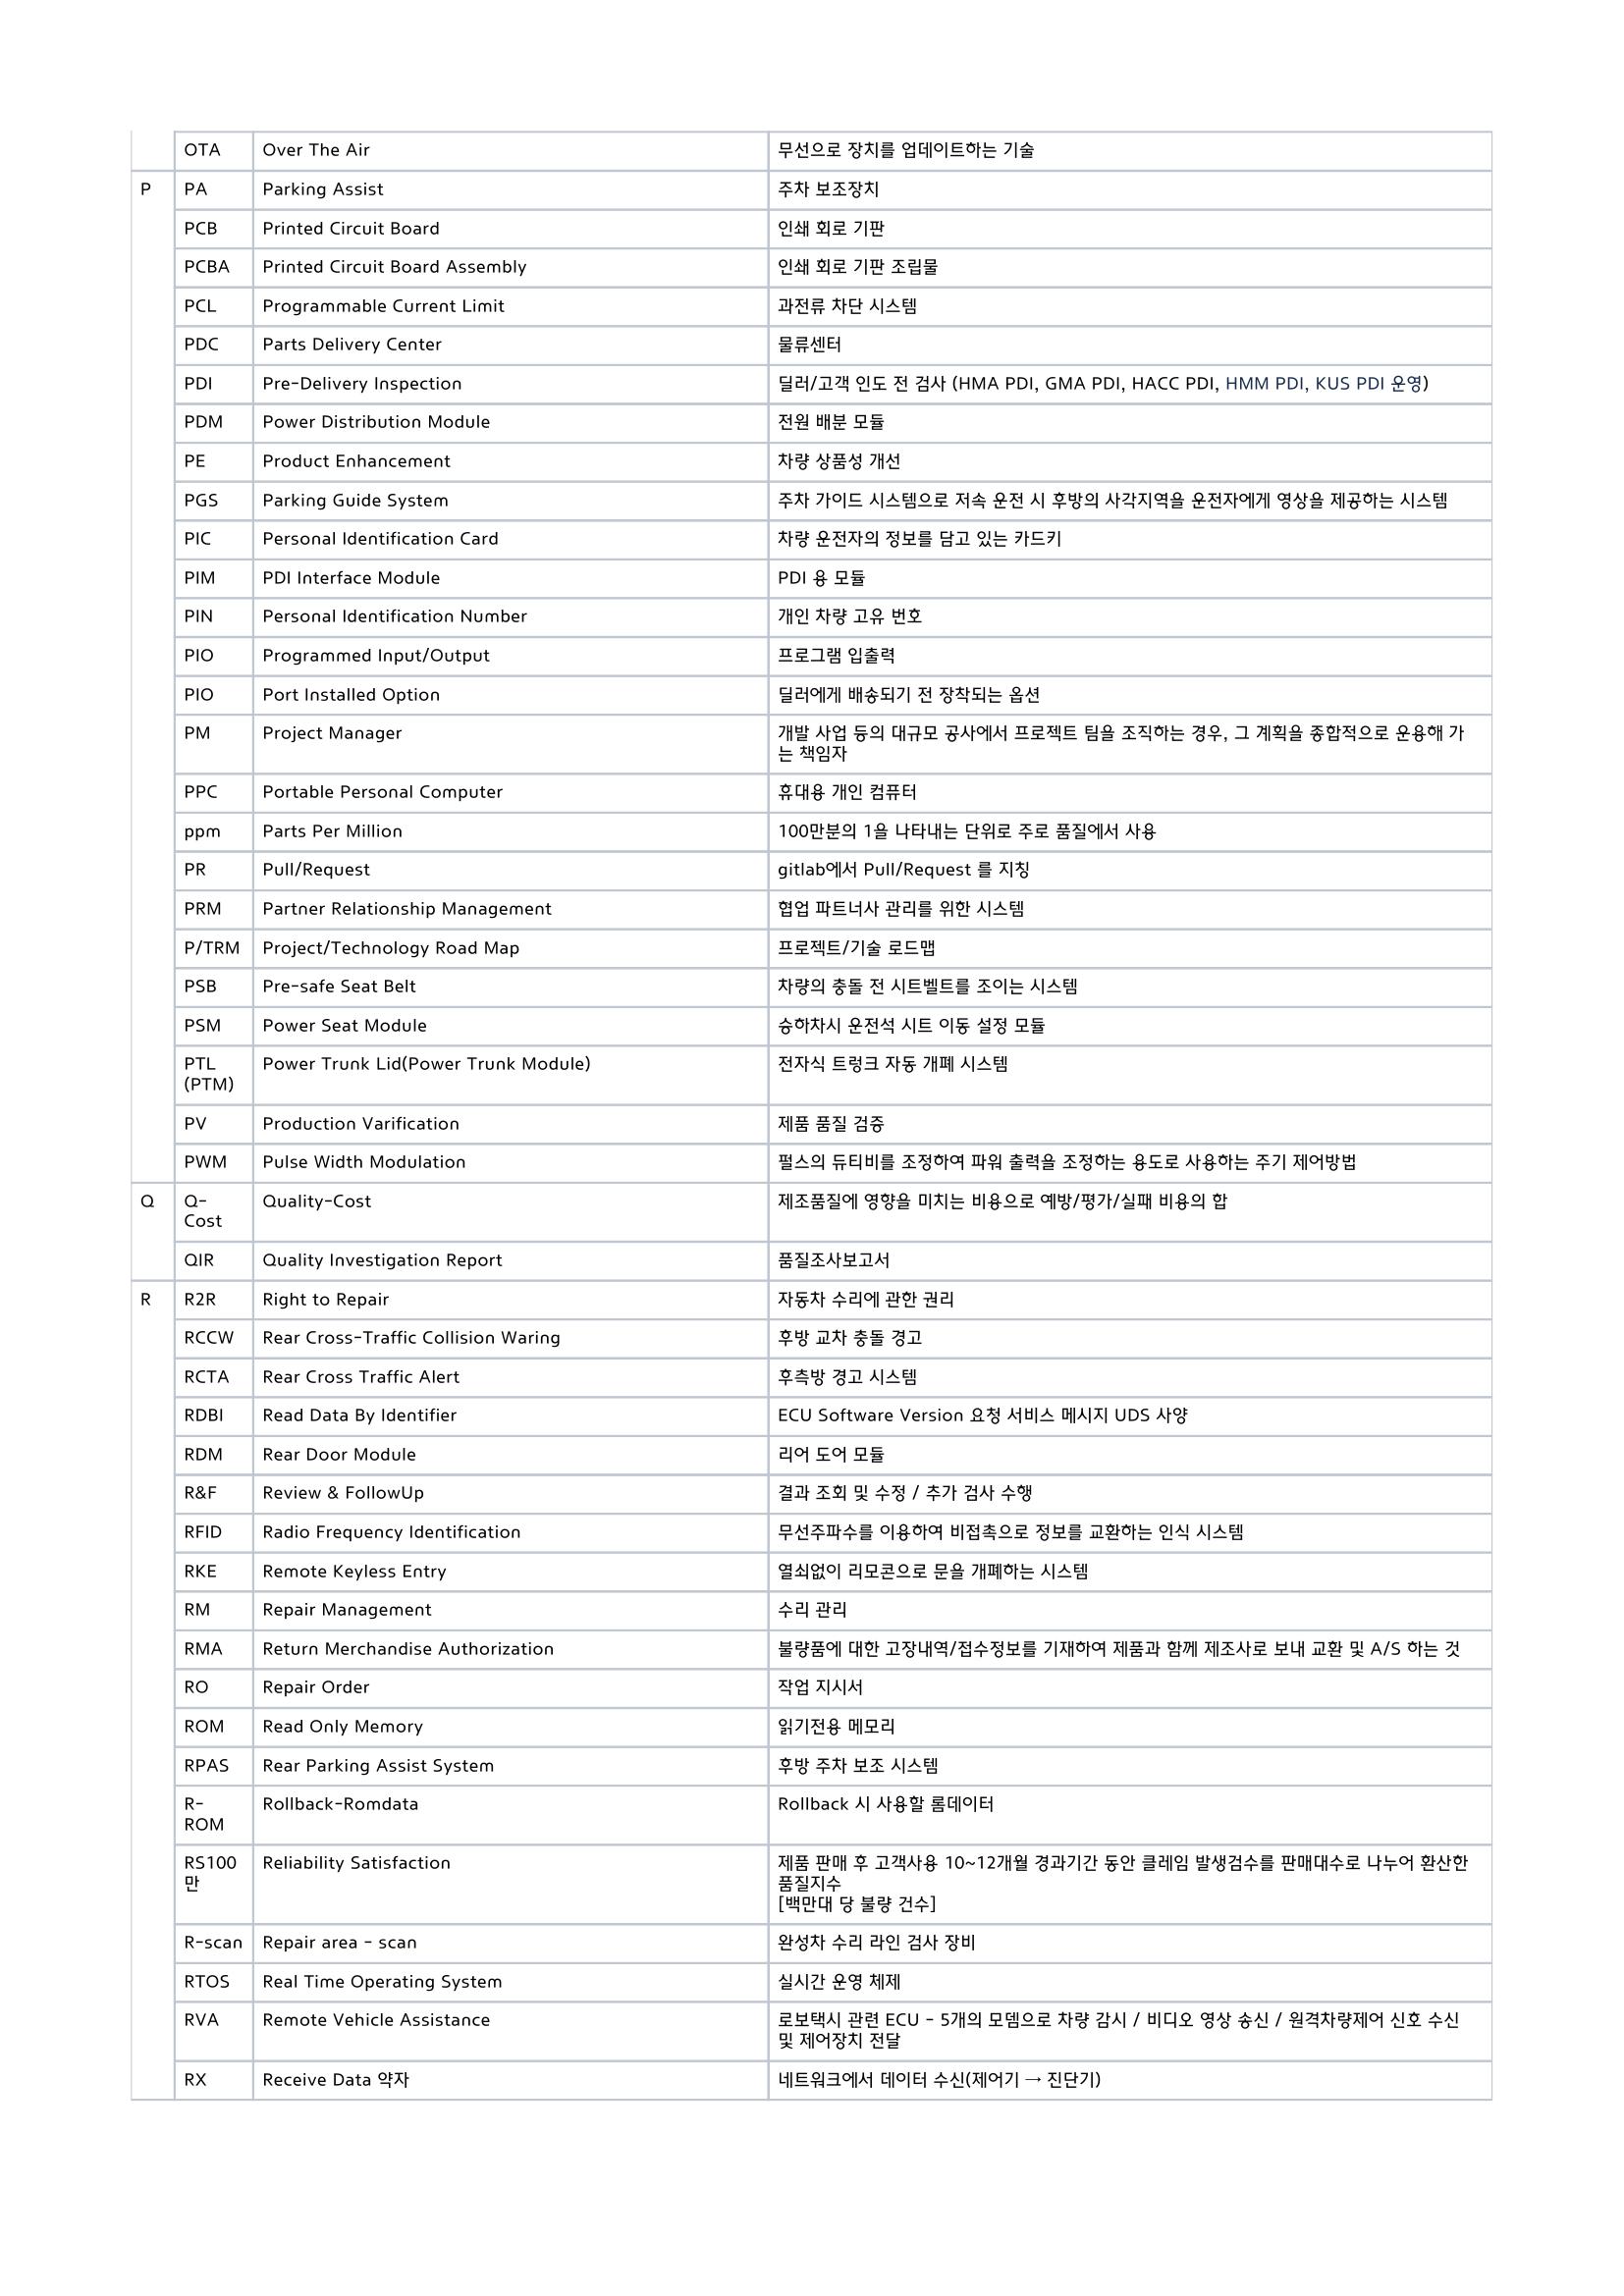 OTA Over The Air 무선으로 장치를 업데이트하는 기술
P PA Parking Assist 주차 보조장치
PCB Printed Circuit Board 인쇄 회로 기판
PCBA Printed Circuit Board Assembly 인쇄 회로 기판 조립물
PCL Programmable Current Limit 과전류 차단 시스템
PDC Parts Delivery Center 물류센터
PDI Pre-Delivery Inspection 딜러/고객 인도 전 검사 (HMA PDI, GMA PDI, HACC PDI, HMM PDI, KUS PDI 운영)
PDM Power Distribution Module 전원 배분 모듈
PE Product Enhancement 차량 상품성 개선
PGS Parking Guide System 주차 가이드 시스템으로 저속 운전 시 후방의 사각지역을 운전자에게 영상을 제공하는 시스템
PIC Personal Identification Card 차량 운전자의 정보를 담고 있는 카드키
PIM PDI Interface Module PDI 용 모듈
PIN Personal Identification Number 개인 차량 고유 번호
PIO Programmed Input/Output 프로그램 입출력
PIO Port Installed Option 딜러에게 배송되기 전 장착되는 옵션
PM Project Manager 개발 사업 등의 대규모 공사에서 프로젝트 팀을 조직하는 경우, 그 계획을 종합적으로 운용해 가
는 책임자
PPC Portable Personal Computer 휴대용 개인 컴퓨터
ppm Parts Per Million 100만분의 1을 나타내는 단위로 주로 품질에서 사용
PR Pull/Request gitlab에서 Pull/Request 를 지칭
PRM Partner Relationship Management 협업 파트너사 관리를 위한 시스템
P/TRM Project/Technology Road Map 프로젝트/기술 로드맵
PSB Pre-safe Seat Belt 차량의 충돌 전 시트벨트를 조이는 시스템
PSM Power Seat Module 승하차시 운전석 시트 이동 설정 모듈
PTL Power Trunk Lid(Power Trunk Module) 전자식 트렁크 자동 개폐 시스템
(PTM)
PV Production Varification 제품 품질 검증
PWM Pulse Width Modulation 펄스의 듀티비를 조정하여 파워 출력을 조정하는 용도로 사용하는 주기 제어방법
Q Q- Quality-Cost 제조품질에 영향을 미치는 비용으로 예방/평가/실패 비용의 합
Cost
QIR Quality Investigation Report 품질조사보고서
R R2R Right to Repair 자동차 수리에 관한 권리
RCCW Rear Cross-Traffic Collision Waring 후방 교차 충돌 경고
RCTA Rear Cross Traffic Alert 후측방 경고 시스템
RDBI Read Data By Identifier ECU Software Version 요청 서비스 메시지 UDS 사양
RDM Rear Door Module 리어 도어 모듈
R&F Review & FollowUp 결과 조회 및 수정 / 추가 검사 수행
RFID Radio Frequency Identification 무선주파수를 이용하여 비접촉으로 정보를 교환하는 인식 시스템
RKE Remote Keyless Entry 열쇠없이 리모콘으로 문을 개폐하는 시스템
RM Repair Management 수리 관리
RMA Return Merchandise Authorization 불량품에 대한 고장내역/접수정보를 기재하여 제품과 함께 제조사로 보내 교환 및 A/S 하는 것
RO Repair Order 작업 지시서
ROM Read Only Memory 읽기전용 메모리
RPAS Rear Parking Assist System 후방 주차 보조 시스템
R- Rollback-Romdata Rollback 시 사용할 롬데이터
ROM
RS100 Reliability Satisfaction 제품 판매 후 고객사용 10~12개월 경과기간 동안 클레임 발생검수를 판매대수로 나누어 환산한
만 품질지수
[백만대 당 불량 건수]
R-scan Repair area - scan 완성차 수리 라인 검사 장비
RTOS Real Time Operating System 실시간 운영 체제
RVA Remote Vehicle Assistance 로보택시 관련 ECU - 5개의 모뎀으로 차량 감시 / 비디오 영상 송신 / 원격차량제어 신호 수신
및 제어장치 전달
RX Receive Data 약자 네트워크에서 데이터 수신(제어기 → 진단기)